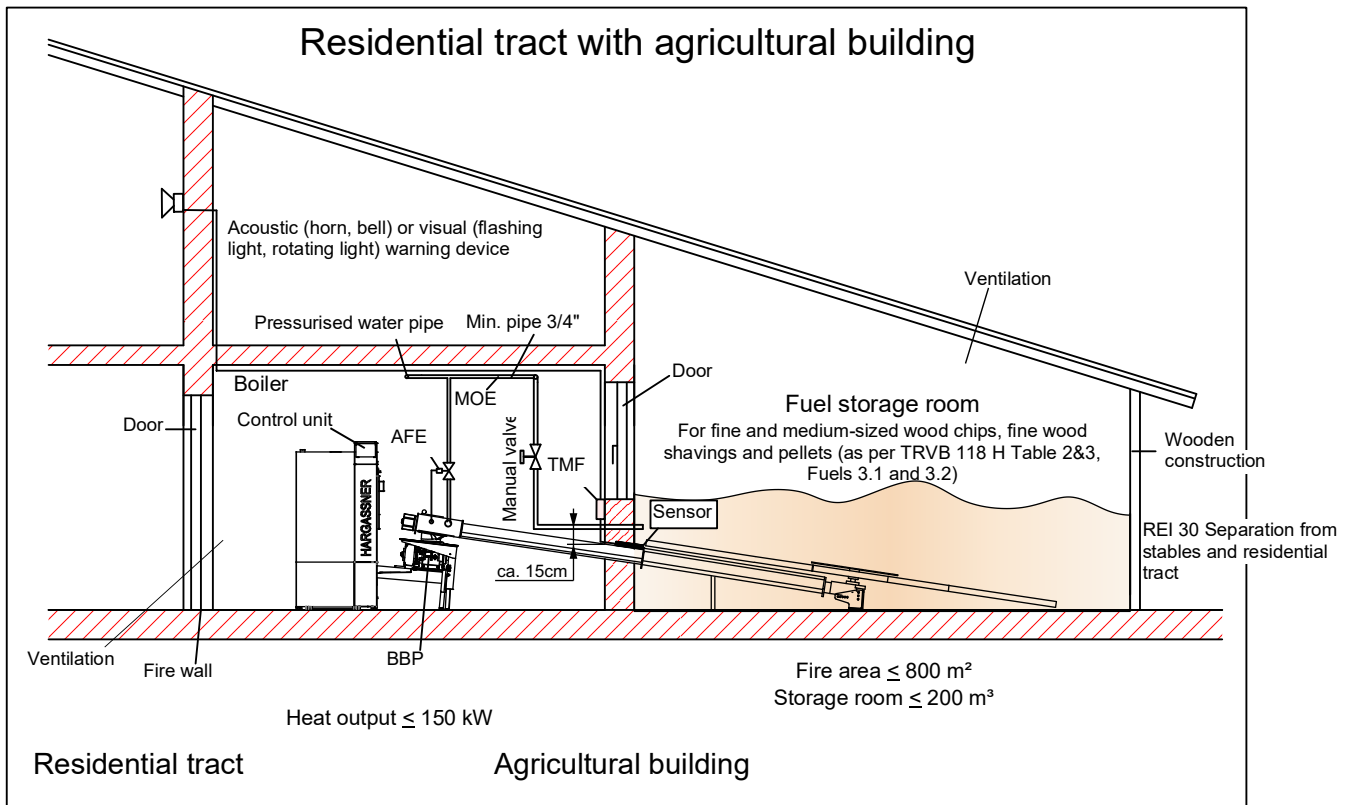 Residential tract with agricultural building
Acoustic (horn, bell) or visual (flashing
light, rotating light) warning device
Ventilation
Pressurised water pipe
Min. pipe 3/4"
Boiler
MOE
Door
Door
Control unit
AFE
Manual valve
TMF
Fuel storage room
For fine and medium-sized wood chips, fine wood
shavings and pellets (as per TRVB 118 H Table 2&3,
Fuels 3.1 and 3.2)
Wooden
construction
HARGASSNER
Sensor
REI 30 Separation from
stables and residential
tract
ca. 15cm
Ventilation
Fire wall
BBP
Fire area ≤ 800 m²
Storage room ≤ 200 m³
Heat output ≤ 150 kW
Residential tract
Agricultural building